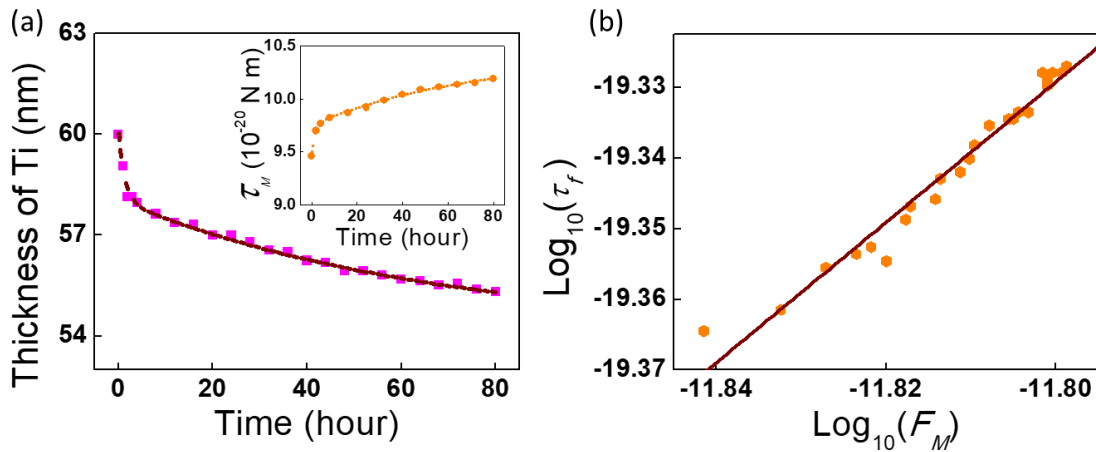 (a)
Thickness of Ti (nm)
63
60
57
54
0 20 40 60 80
Time (hour)
τM (10-20 N m)
10.5
10.0
9.5
9.0
0 20 40 60 80
Time (hour)
(b)
Log10(τf)
-19.33
-19.34
-19.35
-19.36
-19.37
-11.84 -11.82 -11.80
Log10(FM)